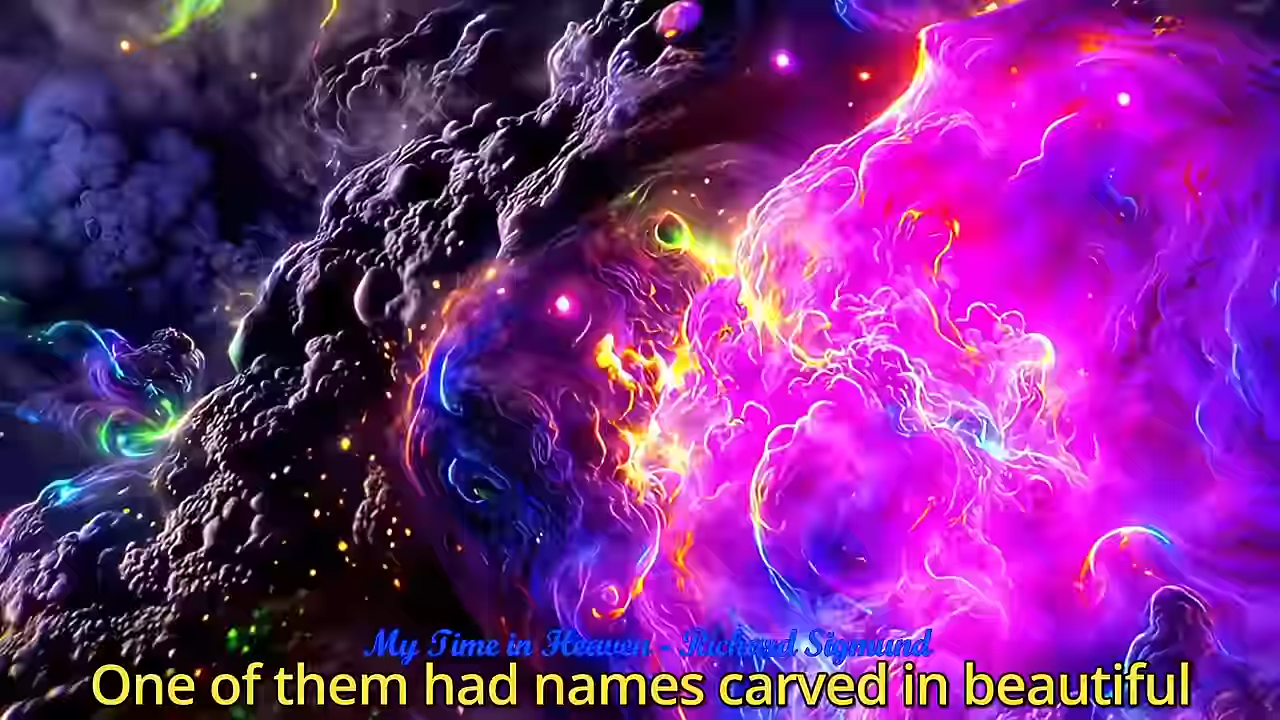 My Time in Heaven - Richard Sigmund
One of them had names carved in beautiful